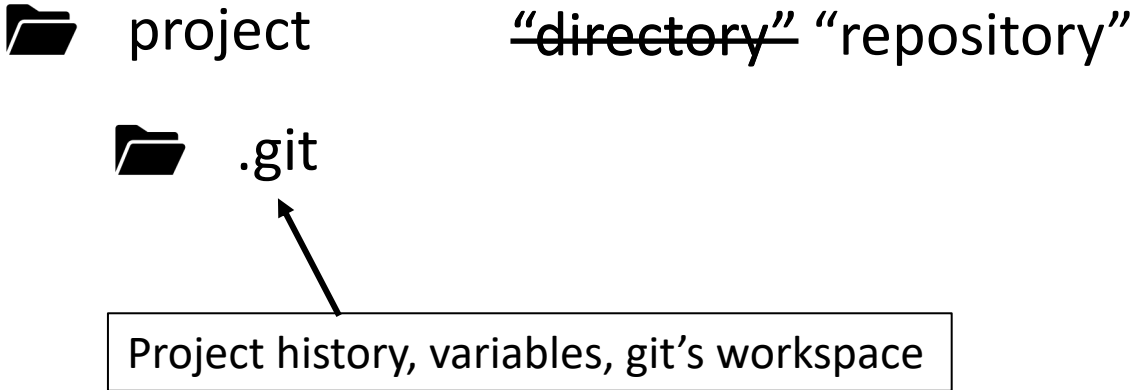 project “directory” “repository”
.git
Project history, variables, git’s workspace